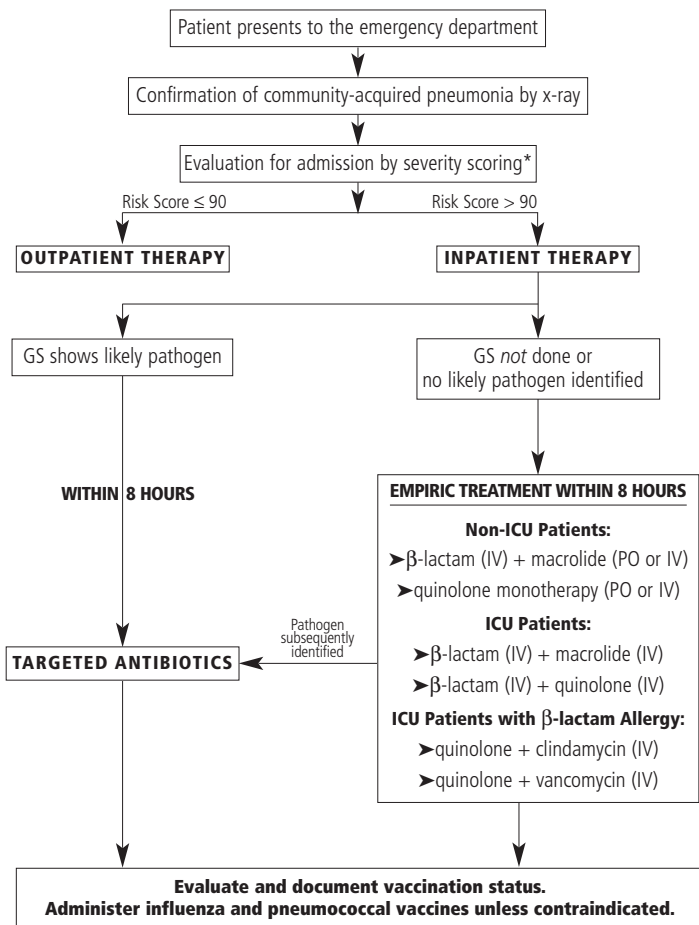 Patient presents to the emergency department
Confirmation of community-acquired pneumonia by x-ray
Evaluation for admission by severity scoring*
Risk Score ≤ 90
Risk Score > 90
OUTPATIENT THERAPY
INPATIENT THERAPY
GS shows likely pathogen
GS not done or
no likely pathogen identified
WITHIN 8 HOURS
EMPIRIC TREATMENT WITHIN 8 HOURS
Non-ICU Patients:
➤β-lactam (IV) + macrolide (PO or IV)
➤quinolone monotherapy (PO or IV)
ICU Patients:
➤β-lactam (IV) + macrolide (IV)
➤β-lactam (IV) + quinolone (IV)
ICU Patients with β-lactam Allergy:
➤quinolone + clindamycin (IV)
➤quinolone + vancomycin (IV)
Pathogen
subsequently
identified
TARGETED ANTIBIOTICS
Evaluate and document vaccination status.
Administer influenza and pneumococcal vaccines unless contraindicated.